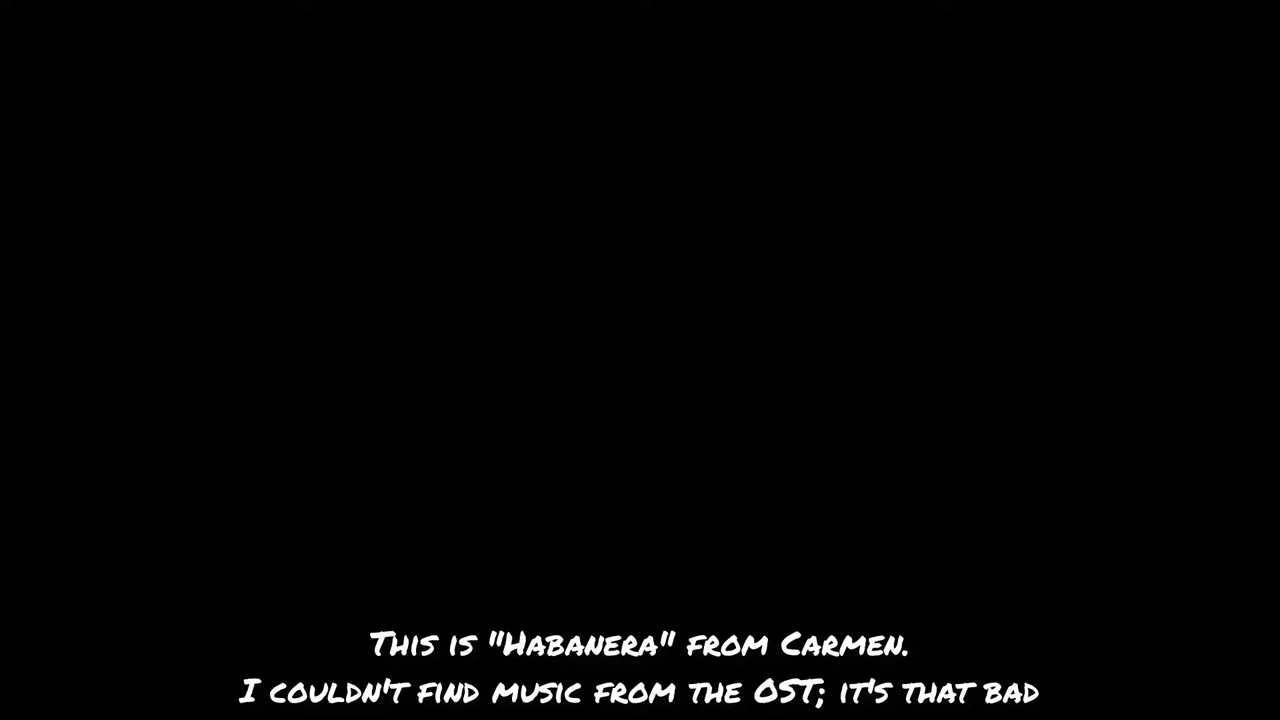 This is "Habanera" from Carmen.
I couldn't find music from the OST; it's that bad